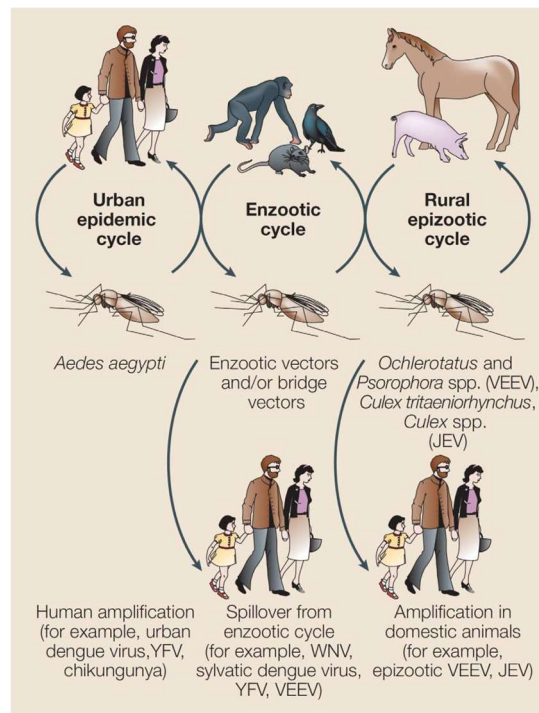 Urban
epidemic
cycle
Enzootic
cycle
Rural
epizootic
cycle
Aedes aegypti
Enzootic vectors
and/or bridge
vectors
Ochlerotatus and
Psorophora spp. (VEEV),
Culex tritaeniorhynchus,
Culex spp.
(JEV)
Human amplification
(for example, urban
dengue virus,YFV,
chikungunya)
Spillover from
enzootic cycle
(for example, WNV,
sylvatic dengue virus,
YFV, VEEV)
Amplification in
domestic animals
(for example,
epizootic VEEV, JEV)